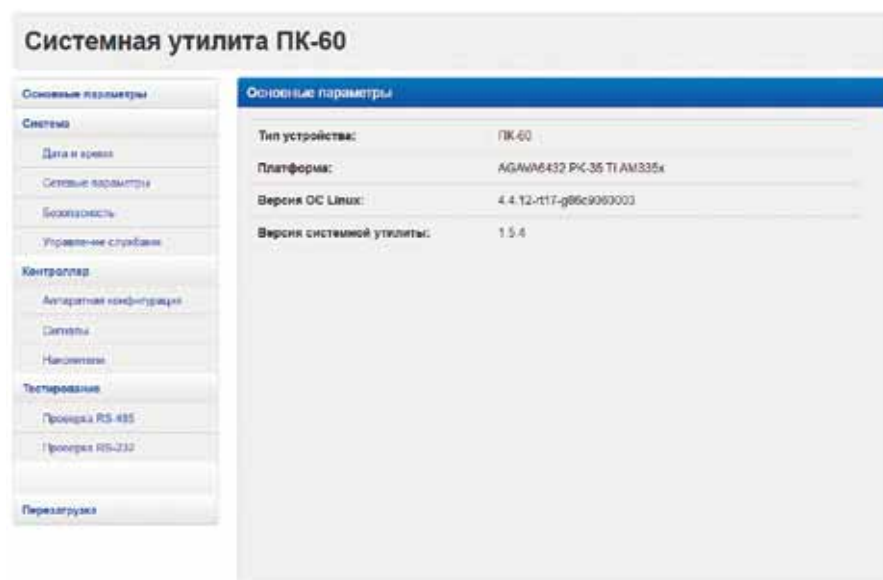 Системная утилита ПК-60
Основные параметры
Система
Дата и время
Сетевые параметры
Безопасность
Управление службами
Контроллер
Аппаратная конфигурация
Сигналы
Накопители
Тестирование
Проверка RS-485
Проверка RS-232
Перезагрузка
Основные параметры
Тип устройства: ПК-60
Платформа: AGAVA6432 PK-35 TI AM335x
Версия ОС Linux:
Версия системной утилиты: 1.5.4